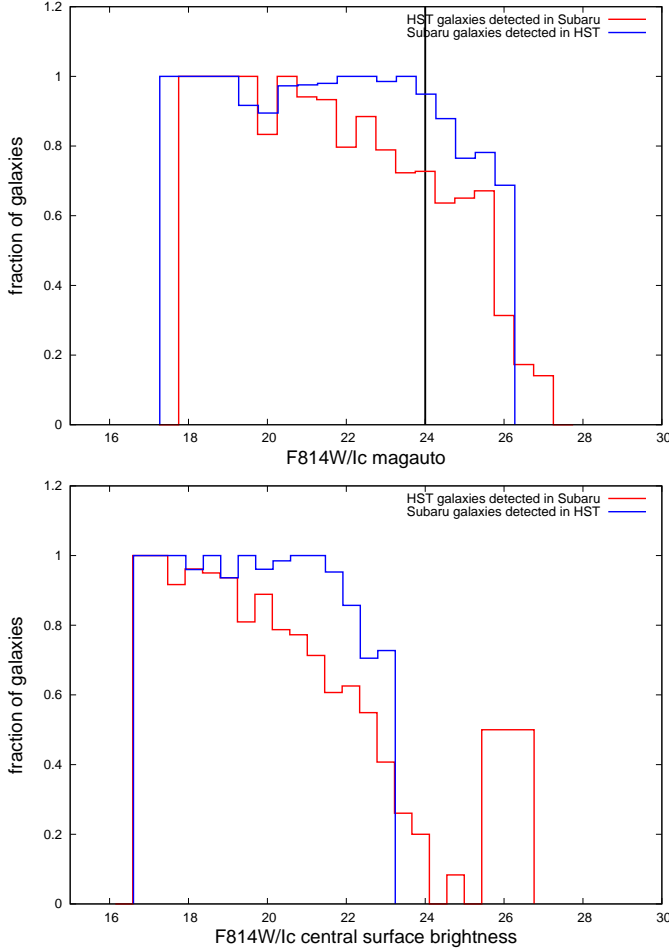 HST galaxies detected in Subaru
Subaru galaxies detected in HST
1.2
1
0.8
0.6
0.4
0.2
0
fraction of galaxies
16 18 20 22 24 26 28 30
F814W/Ic magauto
HST galaxies detected in Subaru
Subaru galaxies detected in HST
1.2
1
0.8
0.6
0.4
0.2
0
fraction of galaxies
16 18 20 22 24 26 28 30
F814W/Ic central surface brightness